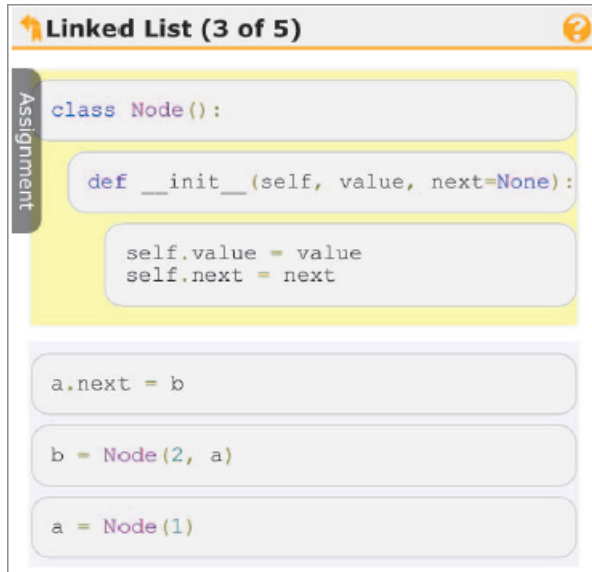 Linked List (3 of 5)
?
Assignment
class Node():
def __init__(self, value, next=None):
self.value = value
self.next = next
a.next = b
b = Node(2, a)
a = Node(1)